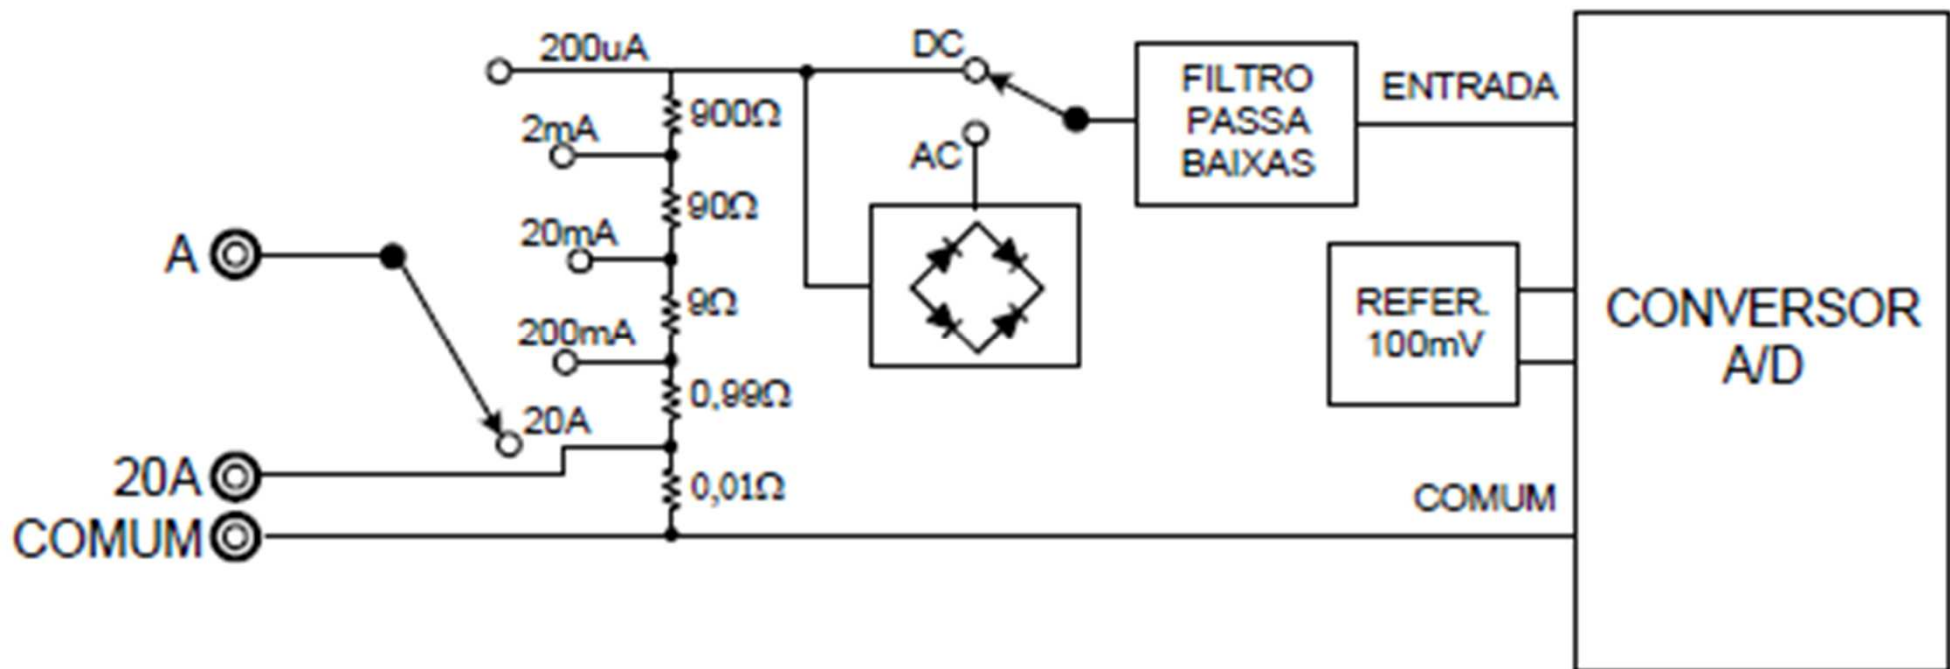 200uA
900Ω
2mA
90Ω
20mA
9Ω
200mA
0,99Ω
20A
0,01Ω
A
20A
COMUM
DC
AC
FILTRO
PASSA
BAIXAS
ENTRADA
REFER.
100mV
COMUM
CONVERSOR
A/D